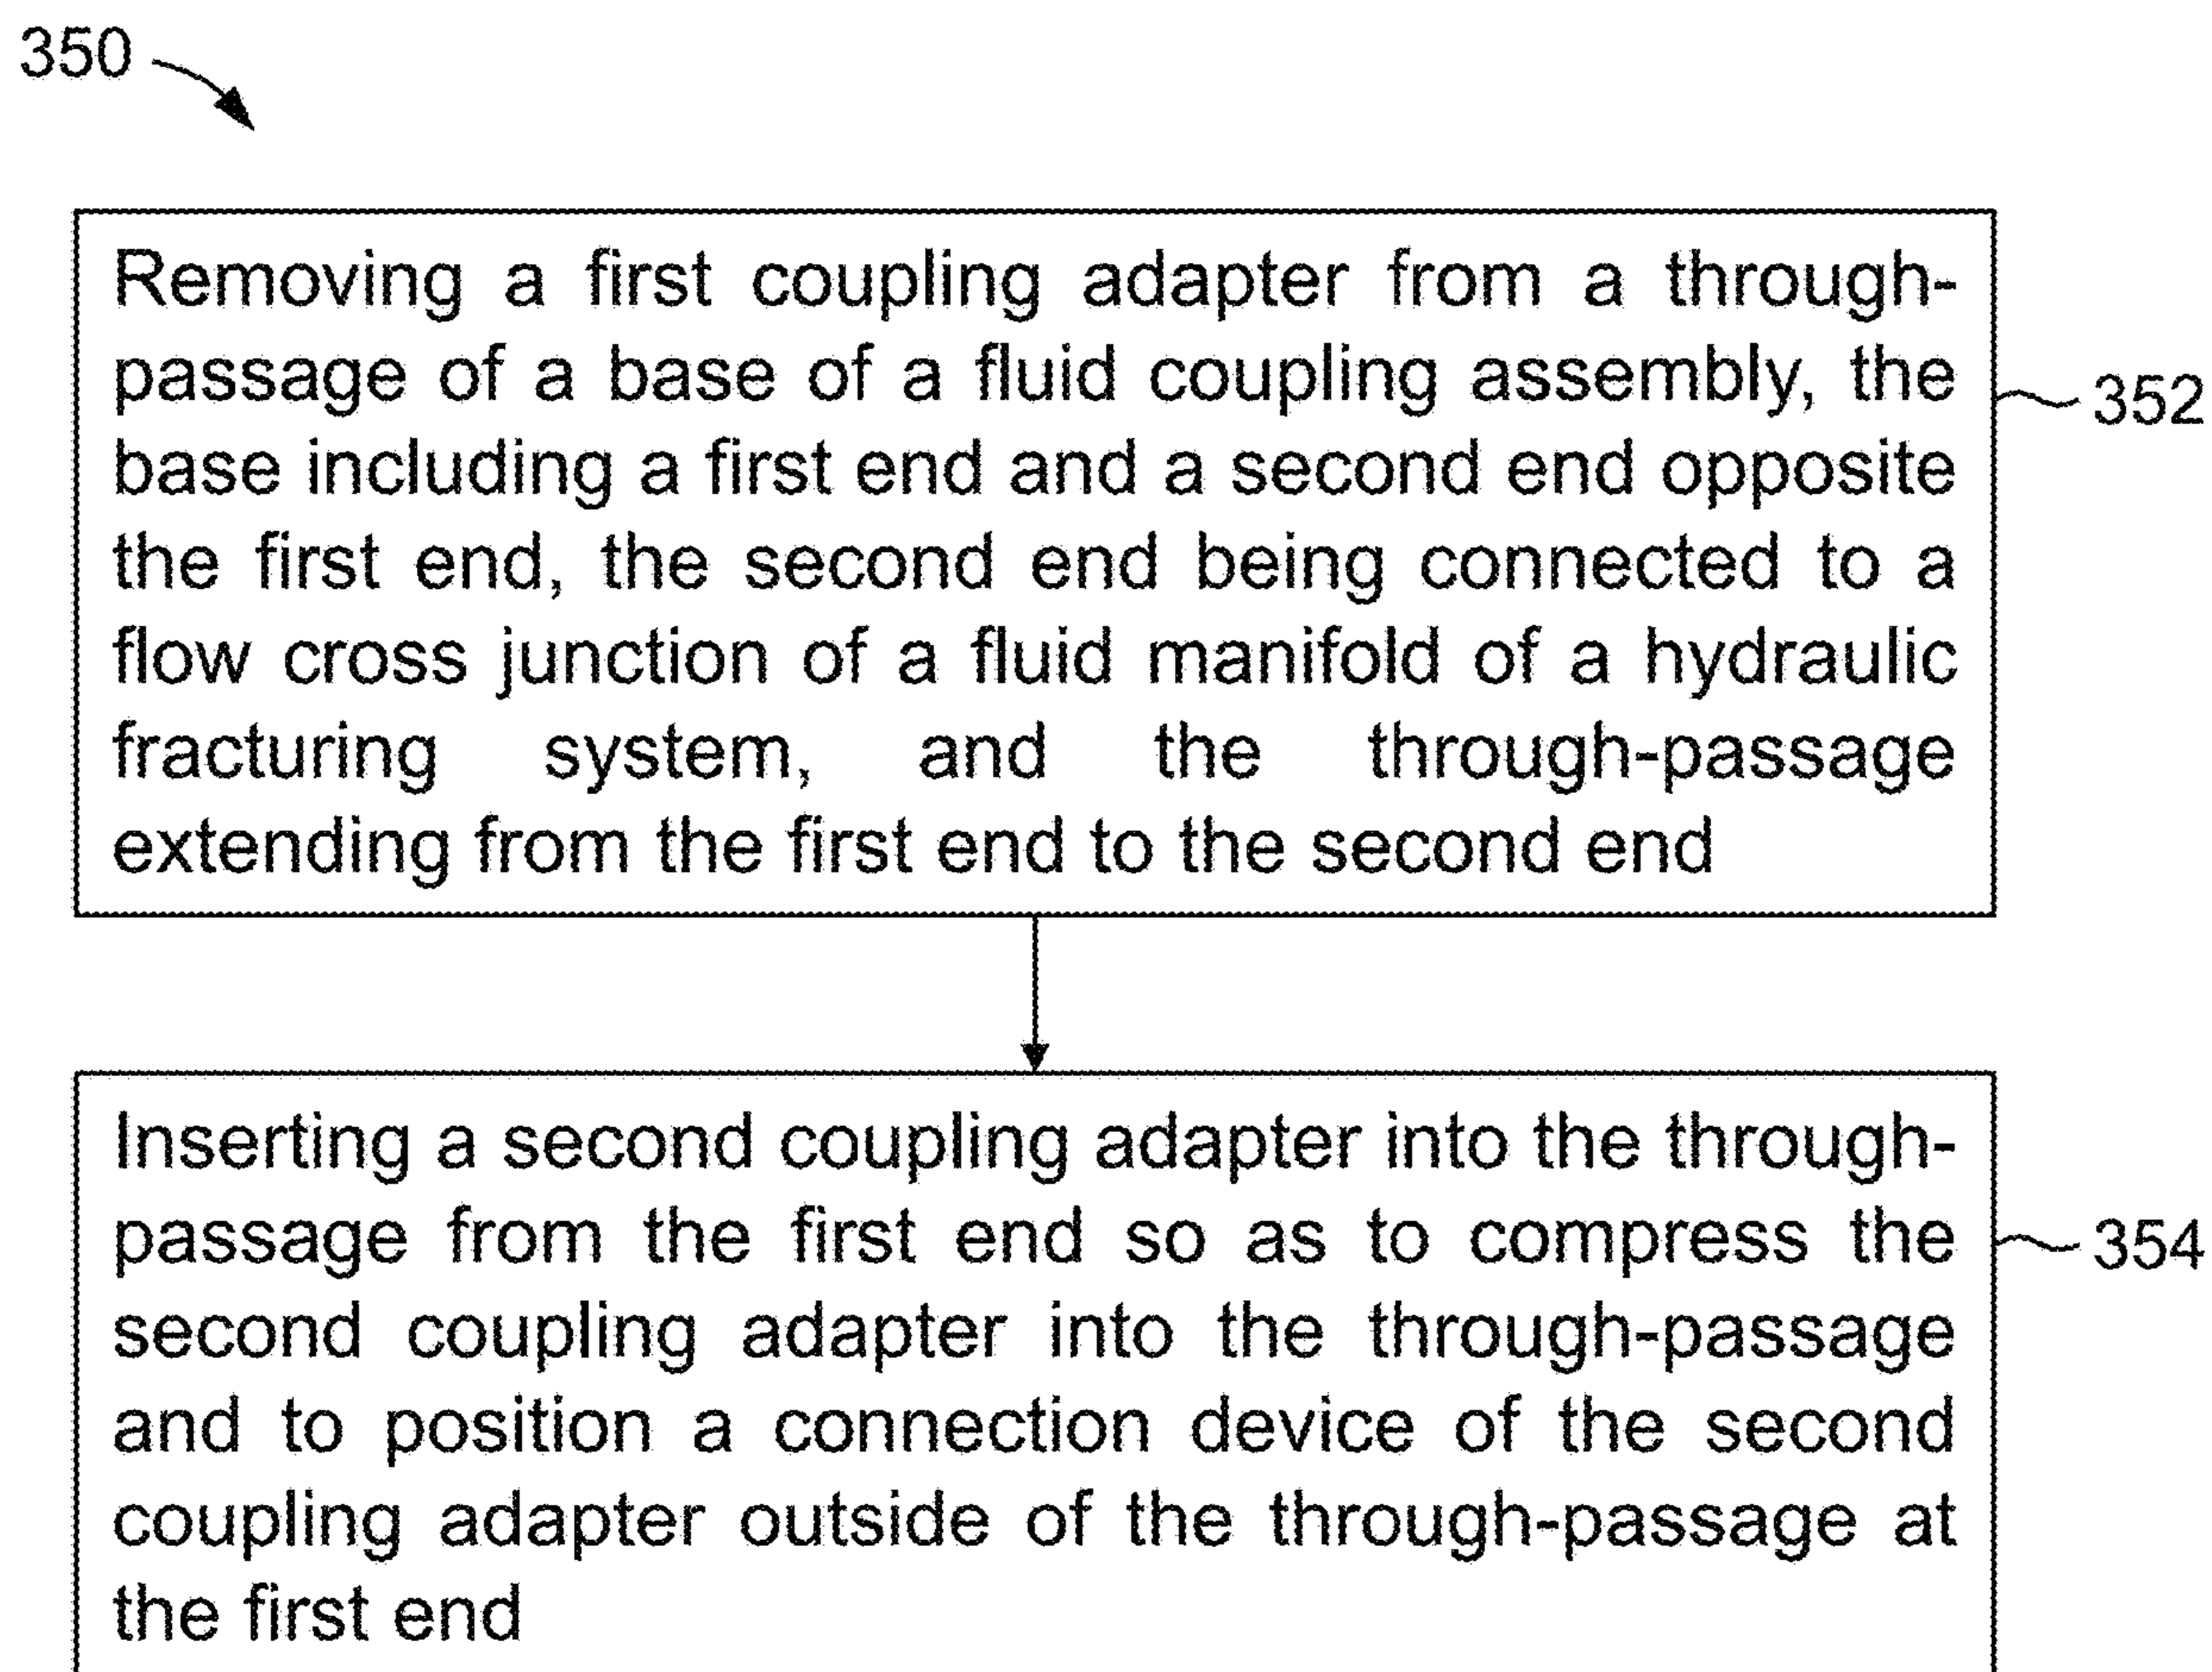 350
Removing a first coupling adapter from a through-
passage of a base of a fluid coupling assembly, the
base including a first end and a second end opposite
the first end, the second end being connected to a
flow cross junction of a fluid manifold of a hydraulic
fracturing system, and the through-passage
extending from the first end to the second end
352
Inserting a second coupling adapter into the through-
passage from the first end so as to compress the
second coupling adapter into the through-passage
and to position a connection device of the second
coupling adapter outside of the through-passage at
the first end
354